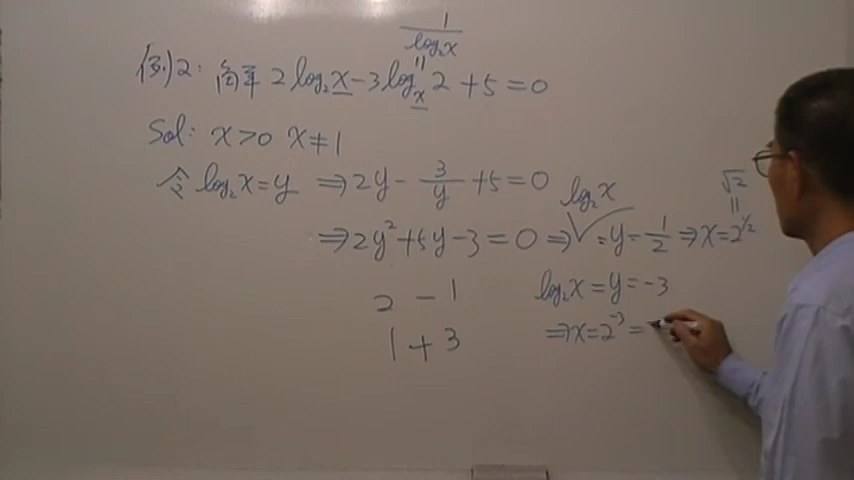 1/log₂x
例2: 解 2log₂x - 3logₓ2 + 5 = 0
Sol: x>0 x≠1
令 log₂x = y ⇒ 2y - 3/y + 5 = 0
⇒ 2y² + 5y - 3 = 0 ⇒ log₂x = y = 1/2 ⇒ x = 2^{1/2} = √2
2 - 1
1 + 3
log₂x = y = -3
⇒ x = 2⁻³ =